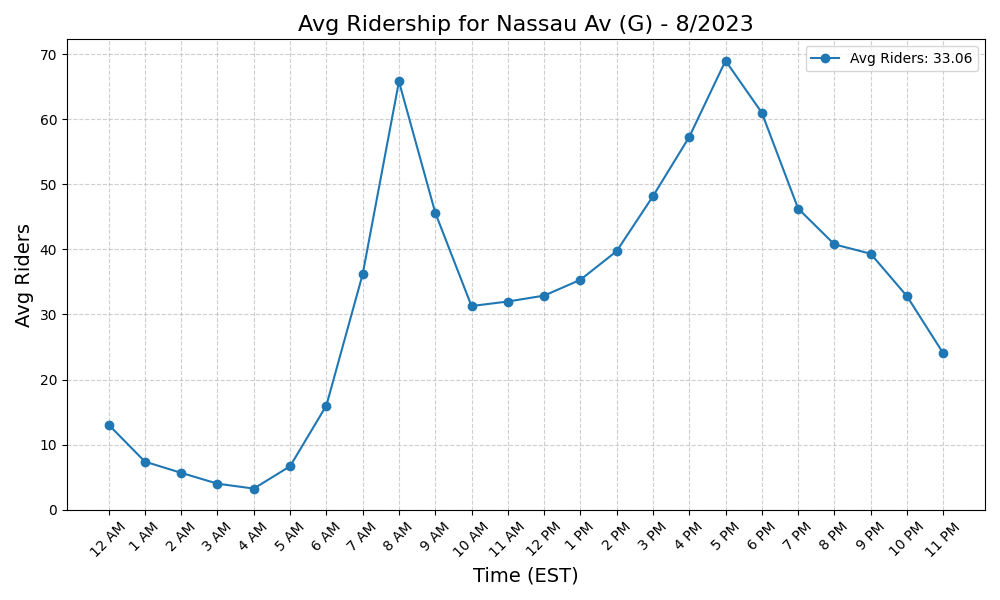 Avg Ridership for Nassau Av (G) - 8/2023
Avg Riders: 33.06
Avg Riders
70
60
50
40
30
20
10
0
12 AM
1 AM
2 AM
3 AM
4 AM
5 AM
6 AM
7 AM
8 AM
9 AM
10 AM
11 AM
12 PM
1 PM
2 PM
3 PM
4 PM
5 PM
6 PM
7 PM
8 PM
9 PM
10 PM
11 PM
Time (EST)